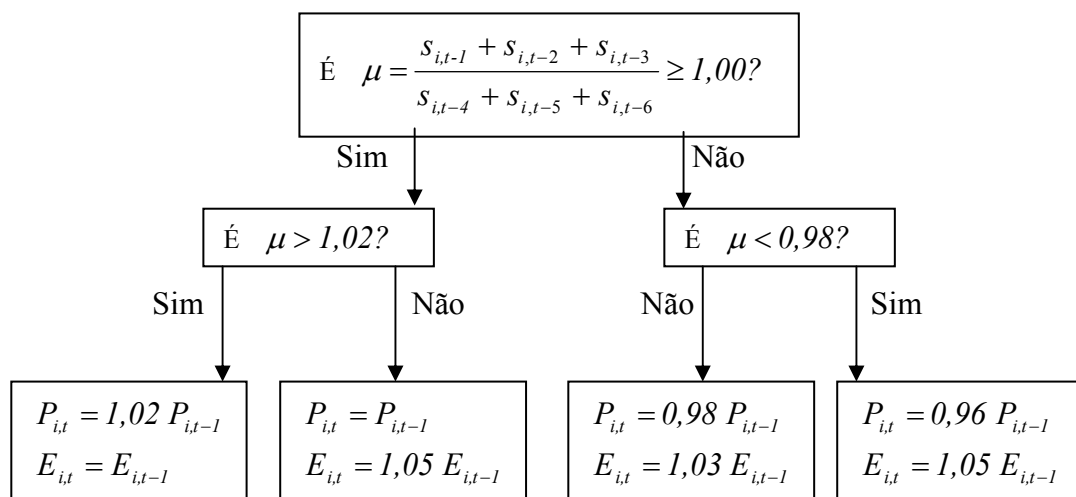 É μ = (s_{i,t-1} + s_{i,t-2} + s_{i,t-3}) / (s_{i,t-4} + s_{i,t-5} + s_{i,t-6}) ≥ 1,00?
Sim Não
É μ > 1,02? É μ < 0,98?
Sim Não Não Sim
P_{i,t} = 1,02 P_{i,t-1}
E_{i,t} = E_{i,t-1}
P_{i,t} = P_{i,t-1}
E_{i,t} = 1,05 E_{i,t-1}
P_{i,t} = 0,98 P_{i,t-1}
E_{i,t} = 1,03 E_{i,t-1}
P_{i,t} = 0,96 P_{i,t-1}
E_{i,t} = 1,05 E_{i,t-1}